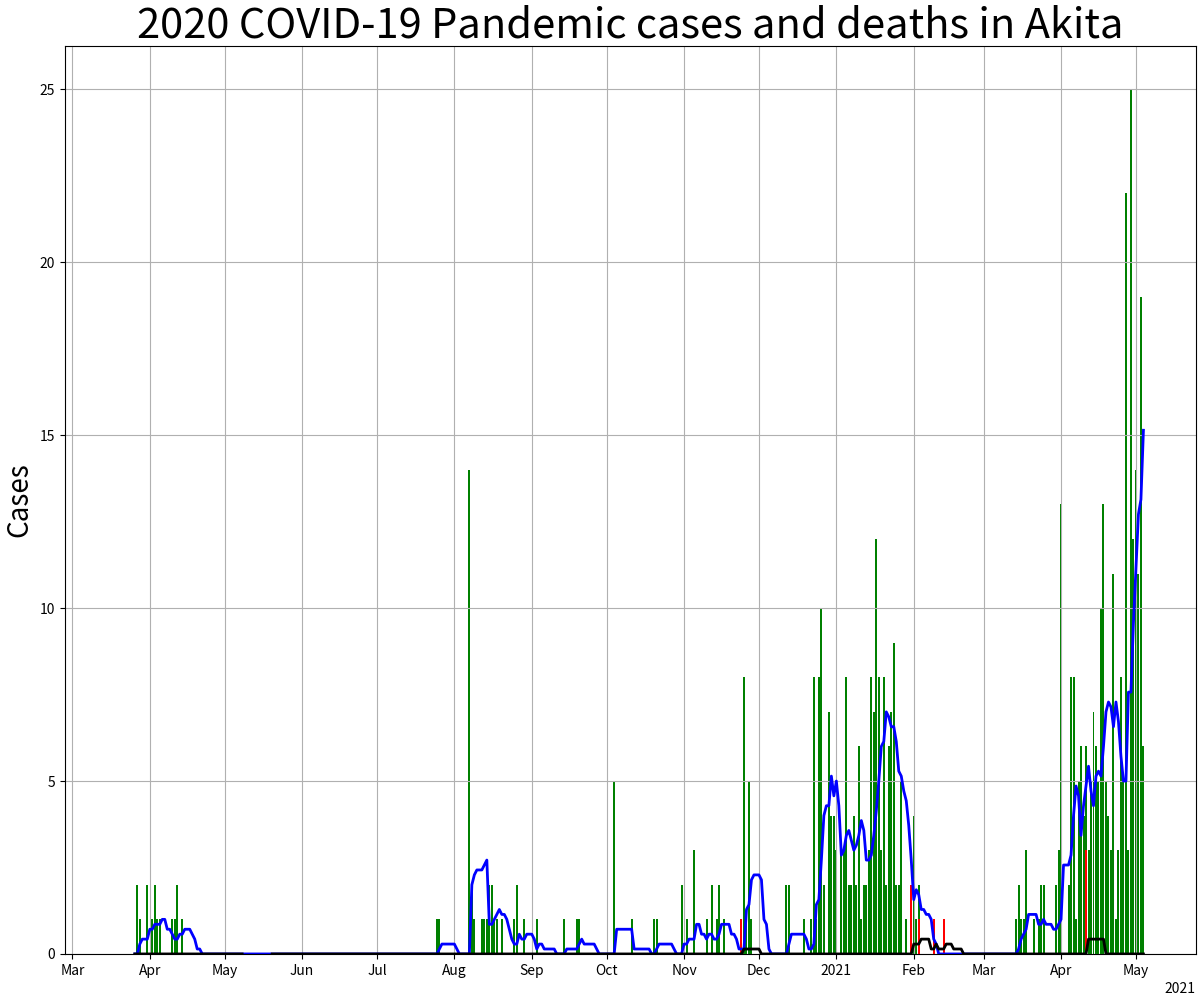 2020 COVID-19 Pandemic cases and deaths in Akita
Cases
25
20
15
10
5
0
Mar Apr May Jun Jul Aug Sep Oct Nov Dec 2021 Feb Mar Apr May
2021